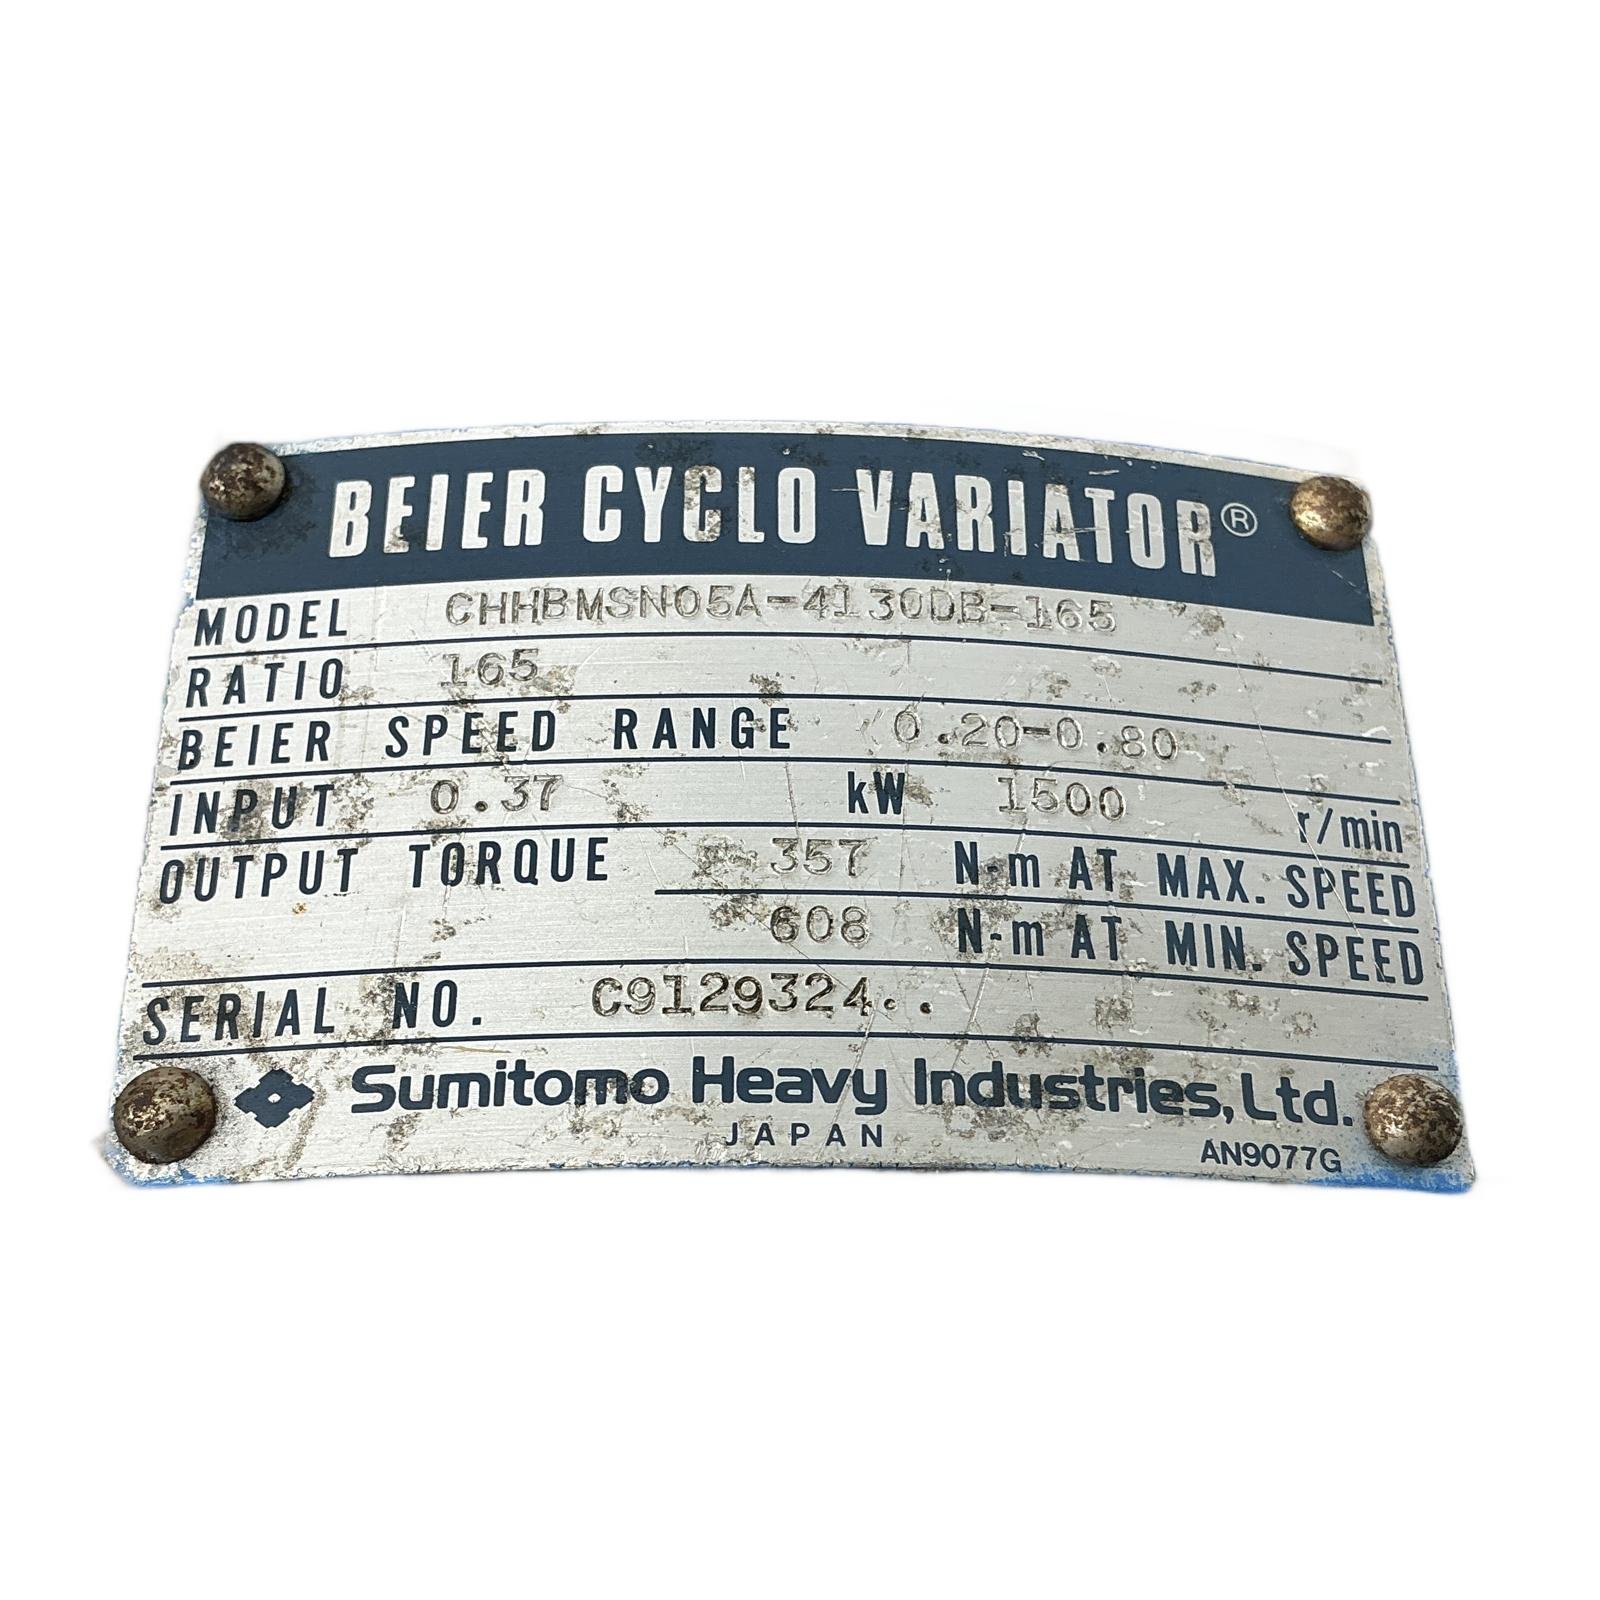 BEIER CYCLO VARIATOR®
MODEL CHHBMSN05A-4130DB-165
RATIO 165
BEIER SPEED RANGE 0.20-0.80
INPUT 0.37 kW 1500 r/min
OUTPUT TORQUE 357 N-m AT MAX. SPEED
608 N-m AT MIN. SPEED
SERIAL NO. C9129324..
Sumitomo Heavy Industries, Ltd.
JAPAN
AN9077G